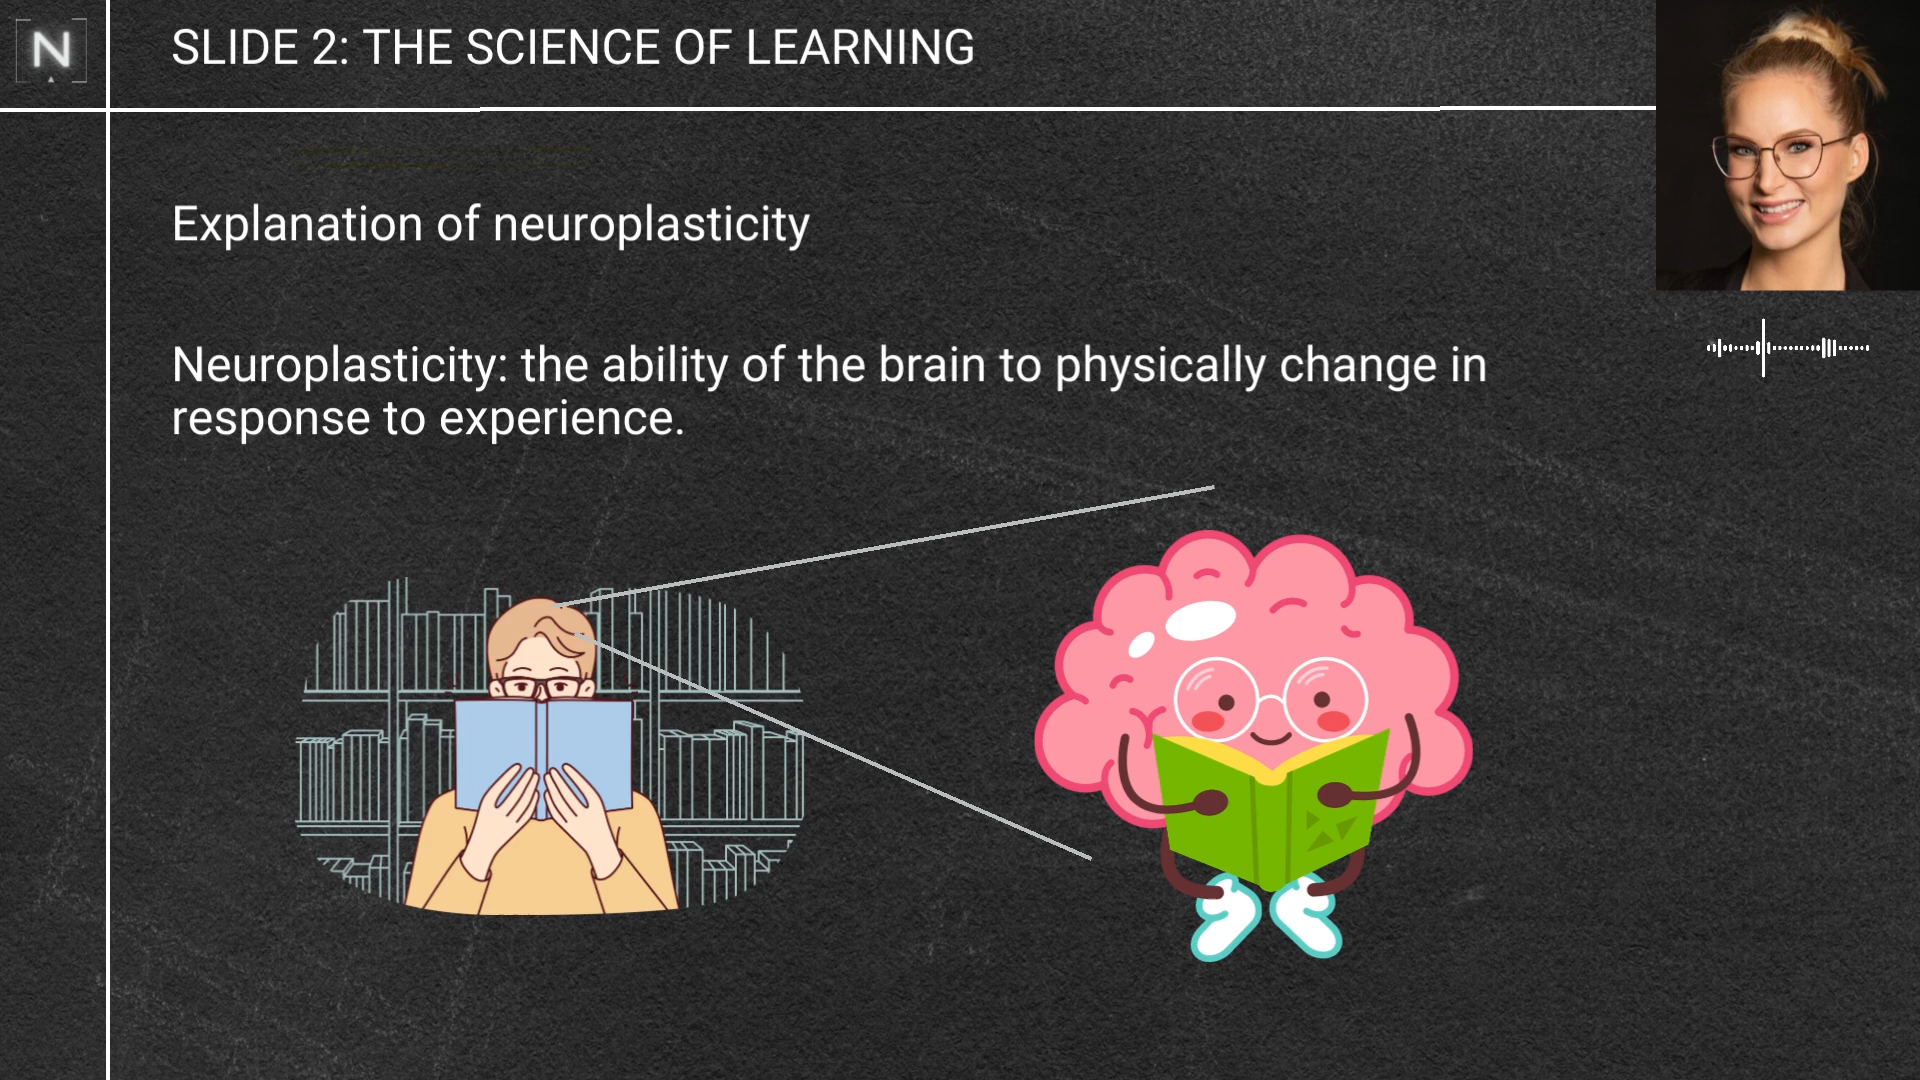 N
SLIDE 2: THE SCIENCE OF LEARNING
Explanation of neuroplasticity
Neuroplasticity: the ability of the brain to physically change in
response to experience.